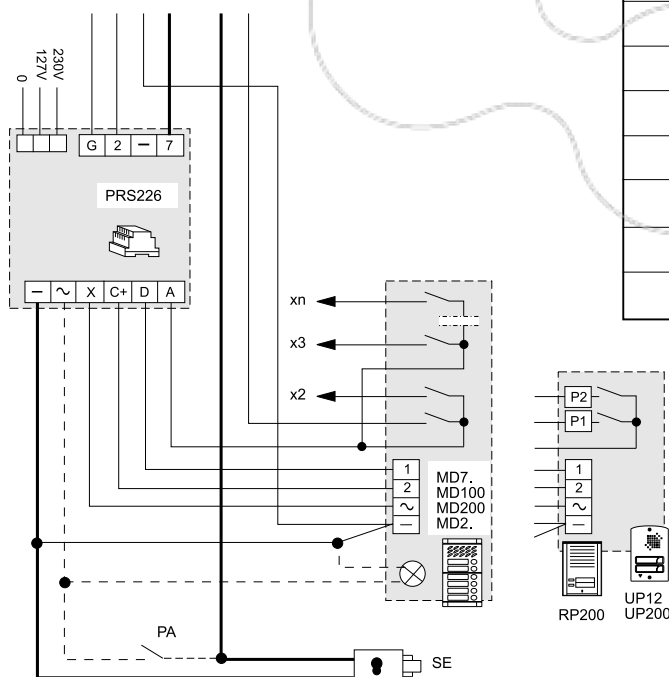 230V
127V
0
G 2 — 7
PRS226
— ~ X C+ D A
xn
x3
x2
P2
P1
1
2
~
—
MD7.
MD100
MD200
MD2.
1
2
~
—
RP200
UP12
UP200
PA
SE